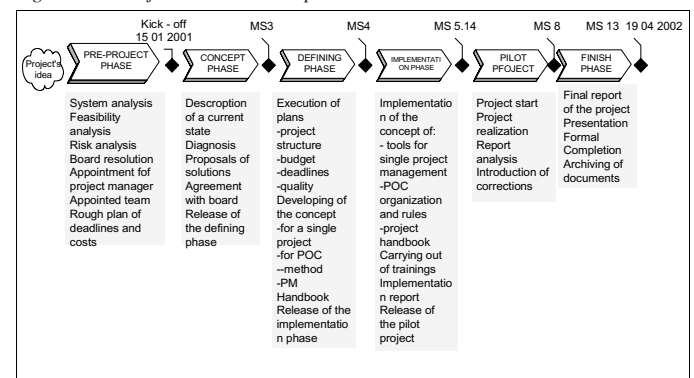 Kick - off
15 01 2001
MS3
MS4
MS 5.14
MS 8
MS 13
19 04 2002
Project's
idea
PRE-PROJECT
PHASE
CONCEPT
PHASE
DEFINING
PHASE
IMPLEMENTATI
ON PHASE
PILOT
PFOJECT
FINISH
PHASE
System analysis
Feasibility
analysis
Risk analysis
Board resolution
Appointment fof
project manager
Appointed team
Rough plan of
deadlines and
costs
Descroption
of a current
state
Diagnosis
Proposals of
solutions
Agreement
with board
Release of
the defining
phase
Execution of
plans
-project
structure
-budget
-deadlines
-quality
Developing of
the concept
-for a single
project
-for POC
--method
-PM
Handbook
Release of the
implementatio
n phase
Implementatio
n of the
concept of:
- tools for
single project
management
-POC
organization
and rules
-project
handbook
Carrying out
of trainings
Implementatio
n report
Release of
the pilot
project
Project start
Project
realization
Report
analysis
Introduction of
corrections
Final report
of the project
Presentation
Formal
Completion
Archiving of
documents